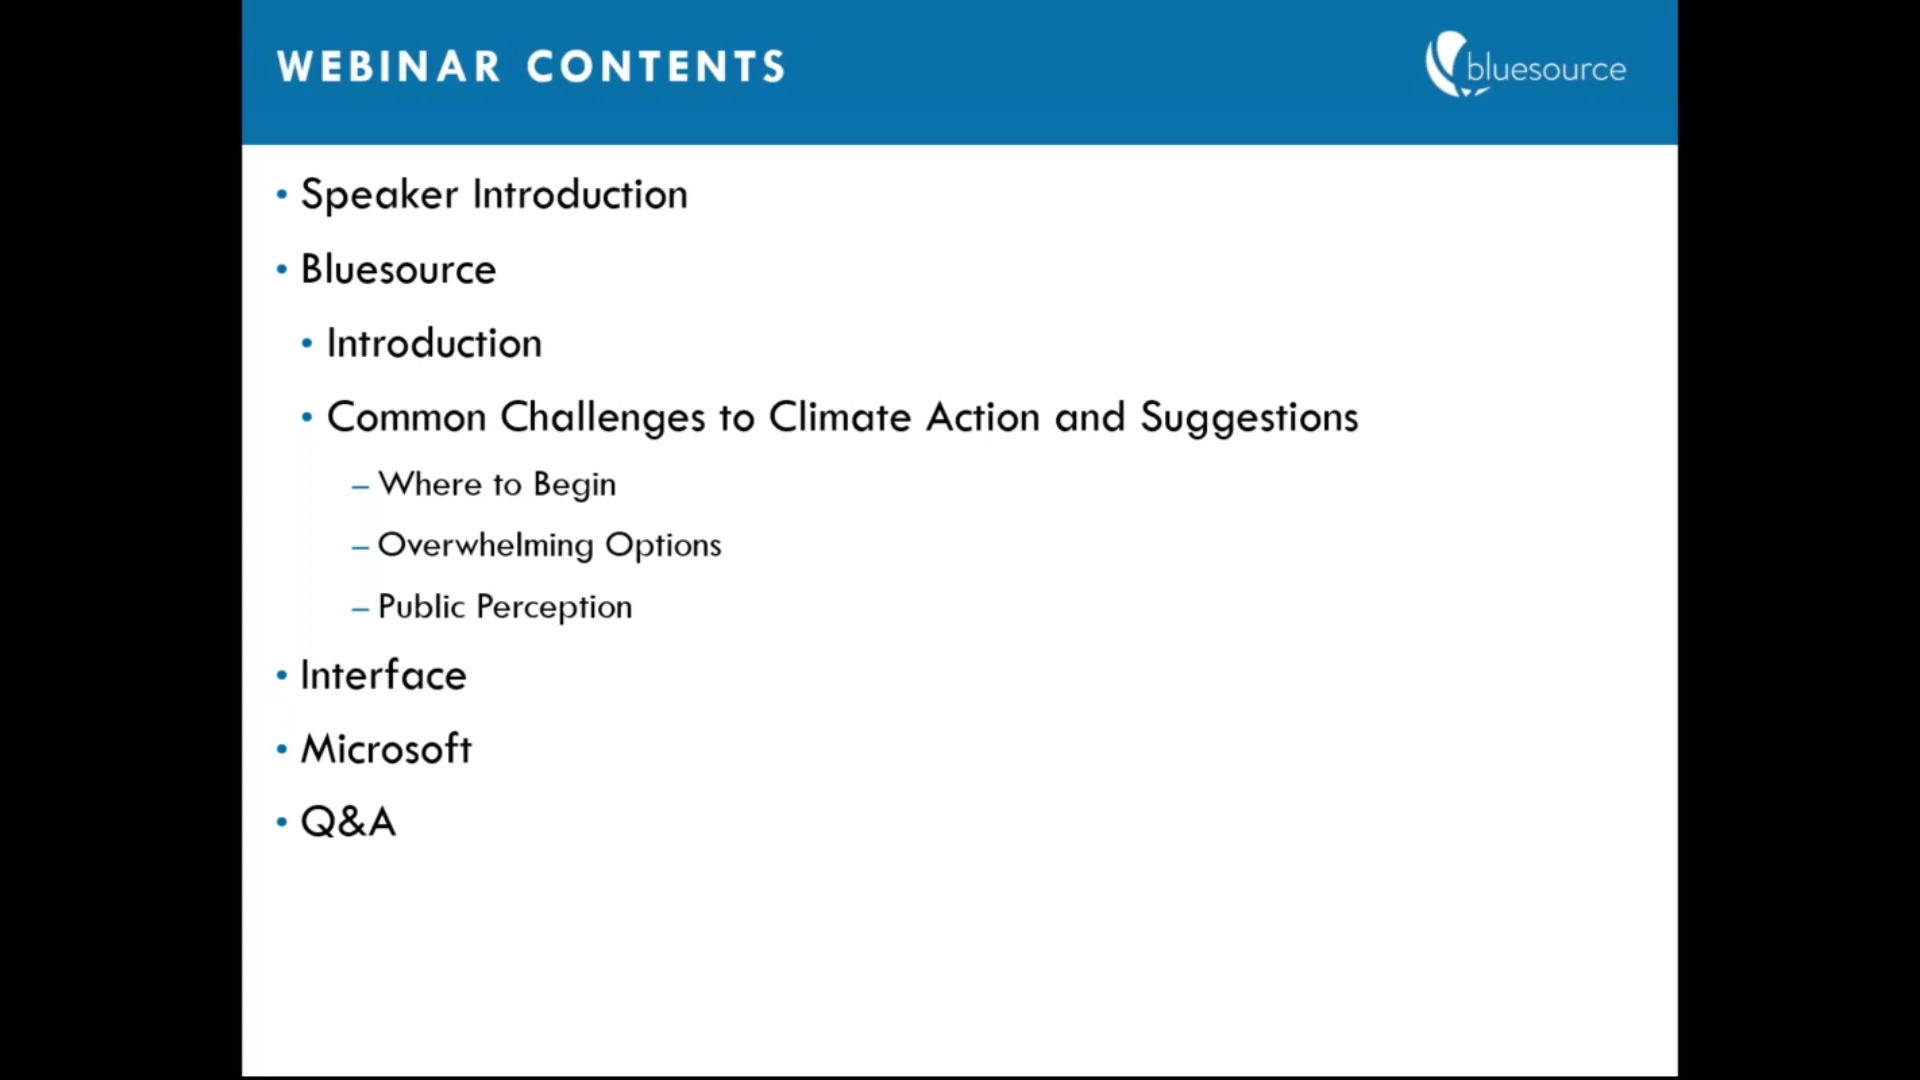 WEBINAR CONTENTS
bluesource
• Speaker Introduction
• Bluesource
• Introduction
• Common Challenges to Climate Action and Suggestions
– Where to Begin
– Overwhelming Options
– Public Perception
• Interface
• Microsoft
• Q&A